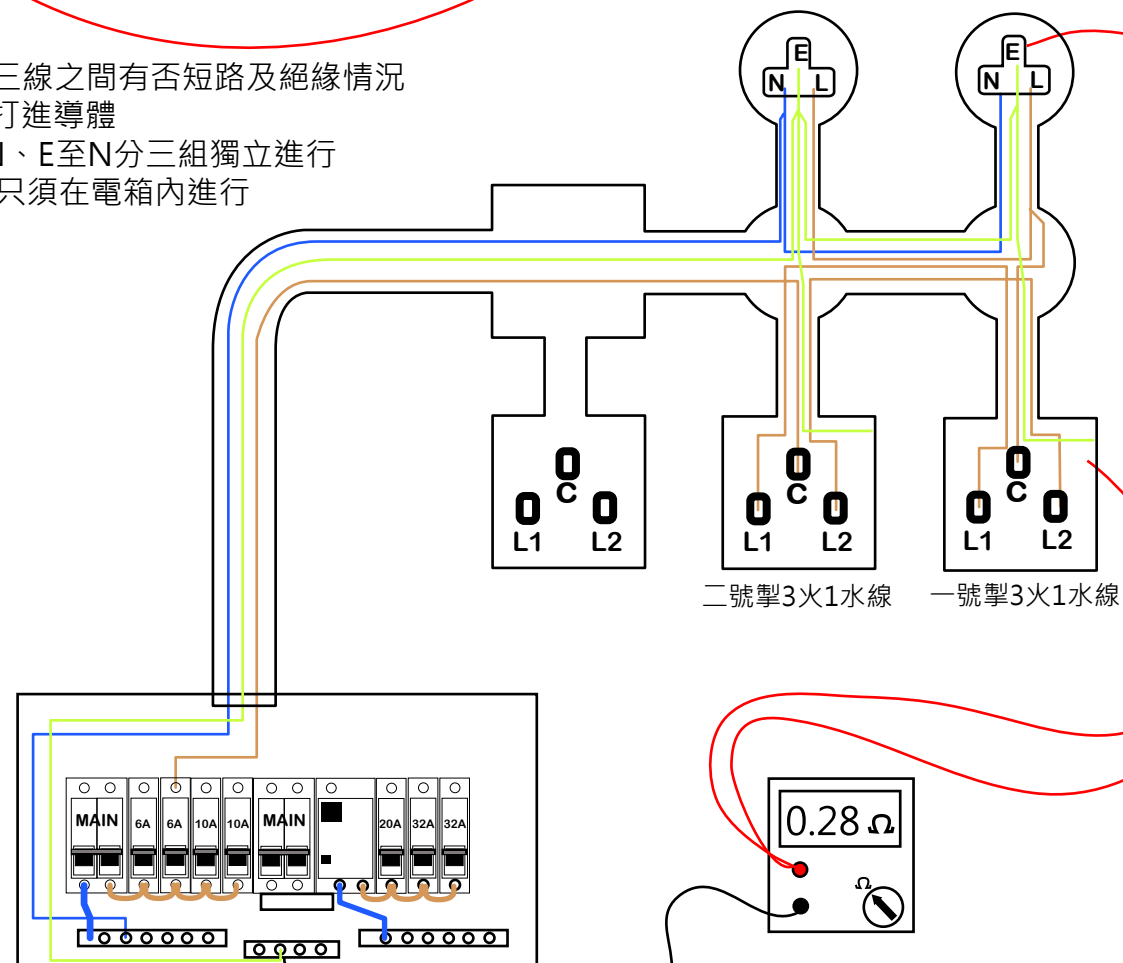 三線之間有否短路及絕緣情況
打進導體
、E至N分三組獨立進行
只須在電箱內進行
E
N L
E
N L
C
L1 L2
C
L1 L2
C
L1 L2
二號掣3火1水線
一號掣3火1水線
MAIN 6A 6A 10A 10A MAIN 20A 32A 32A
0.28 Ω
Ω